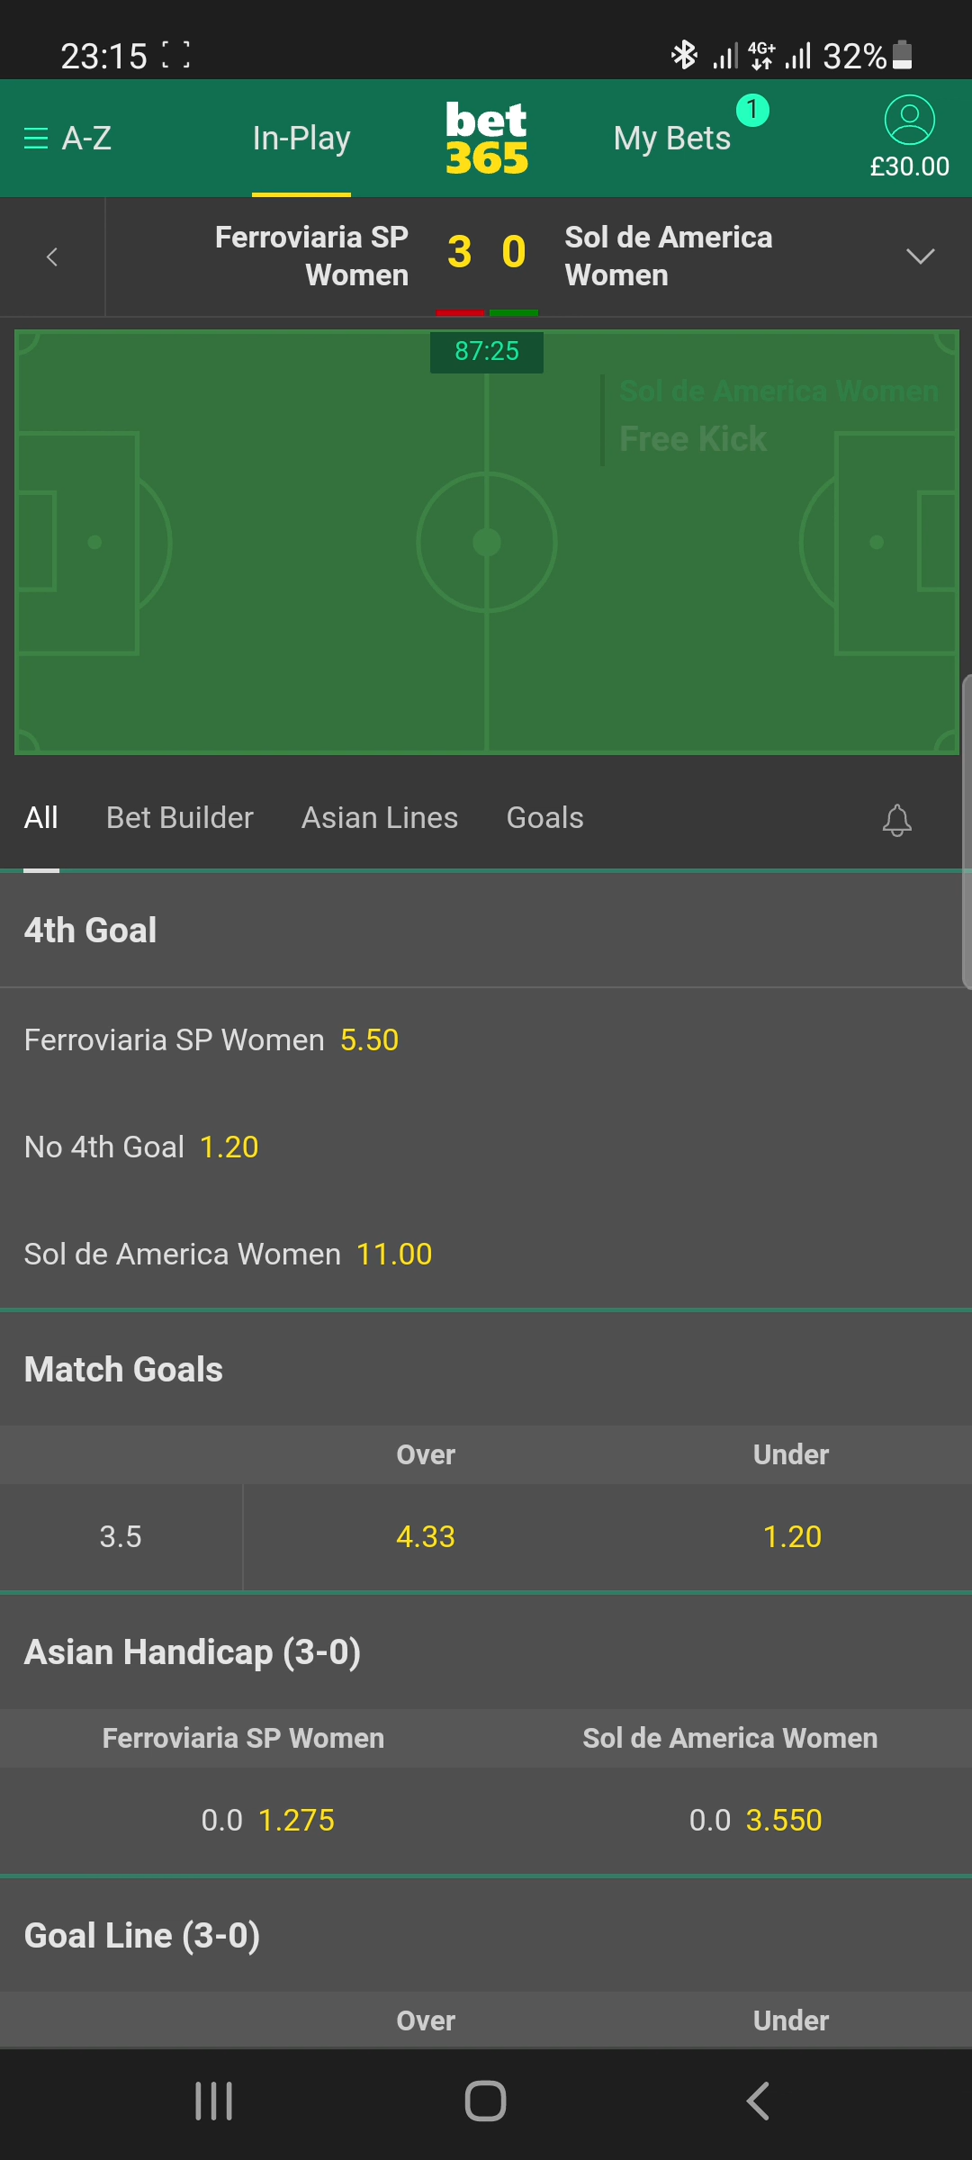 23:15
4G+
32%
A-Z
In-Play
bet
365
My Bets
1
£30.00
Ferroviaria SP
Women
3 0
Sol de America
Women
87:25
Sol de America Women
Free Kick
All
Bet Builder
Asian Lines
Goals
4th Goal
Ferroviaria SP Women 5.50
No 4th Goal 1.20
Sol de America Women 11.00
Match Goals
Over Under
3.5 4.33 1.20
Asian Handicap (3-0)
Ferroviaria SP Women Sol de America Women
0.0 1.275 0.0 3.550
Goal Line (3-0)
Over Under